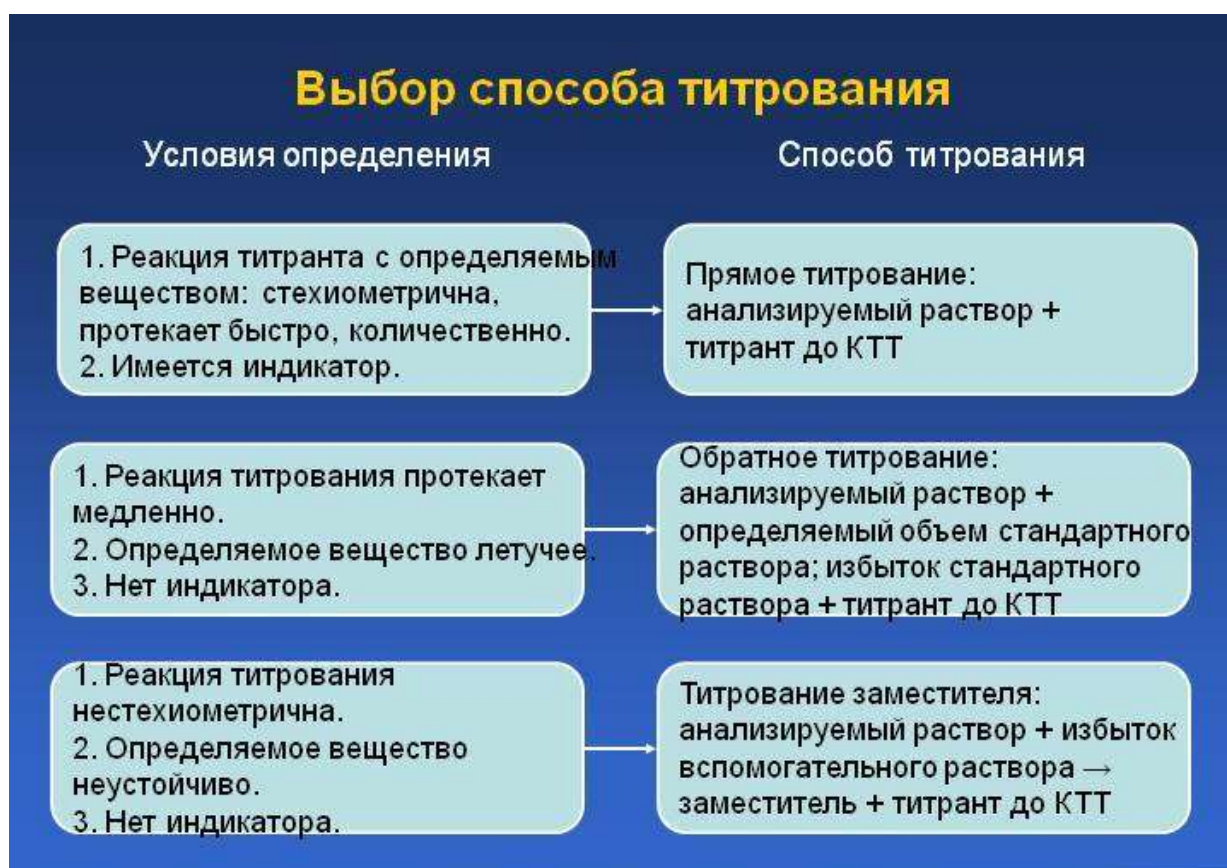 Выбор способа титрования
Условия определения
Способ титрования
1. Реакция титранта с определяемым
веществом: стехиометрична,
протекает быстро, количественно.
2. Имеется индикатор.
Прямое титрование:
анализируемый раствор +
титрант до КТТ
1. Реакция титрования протекает
медленно.
2. Определяемое вещество летучее.
3. Нет индикатора.
Обратное титрование:
анализируемый раствор +
определяемый объем стандартного
раствора; избыток стандартного
раствора + титрант до КТТ
1. Реакция титрования
нестехиометрична.
2. Определяемое вещество
неустойчиво.
3. Нет индикатора.
Титрование заместителя:
анализируемый раствор + избыток
вспомогательного раствора →
заместитель + титрант до КТТ